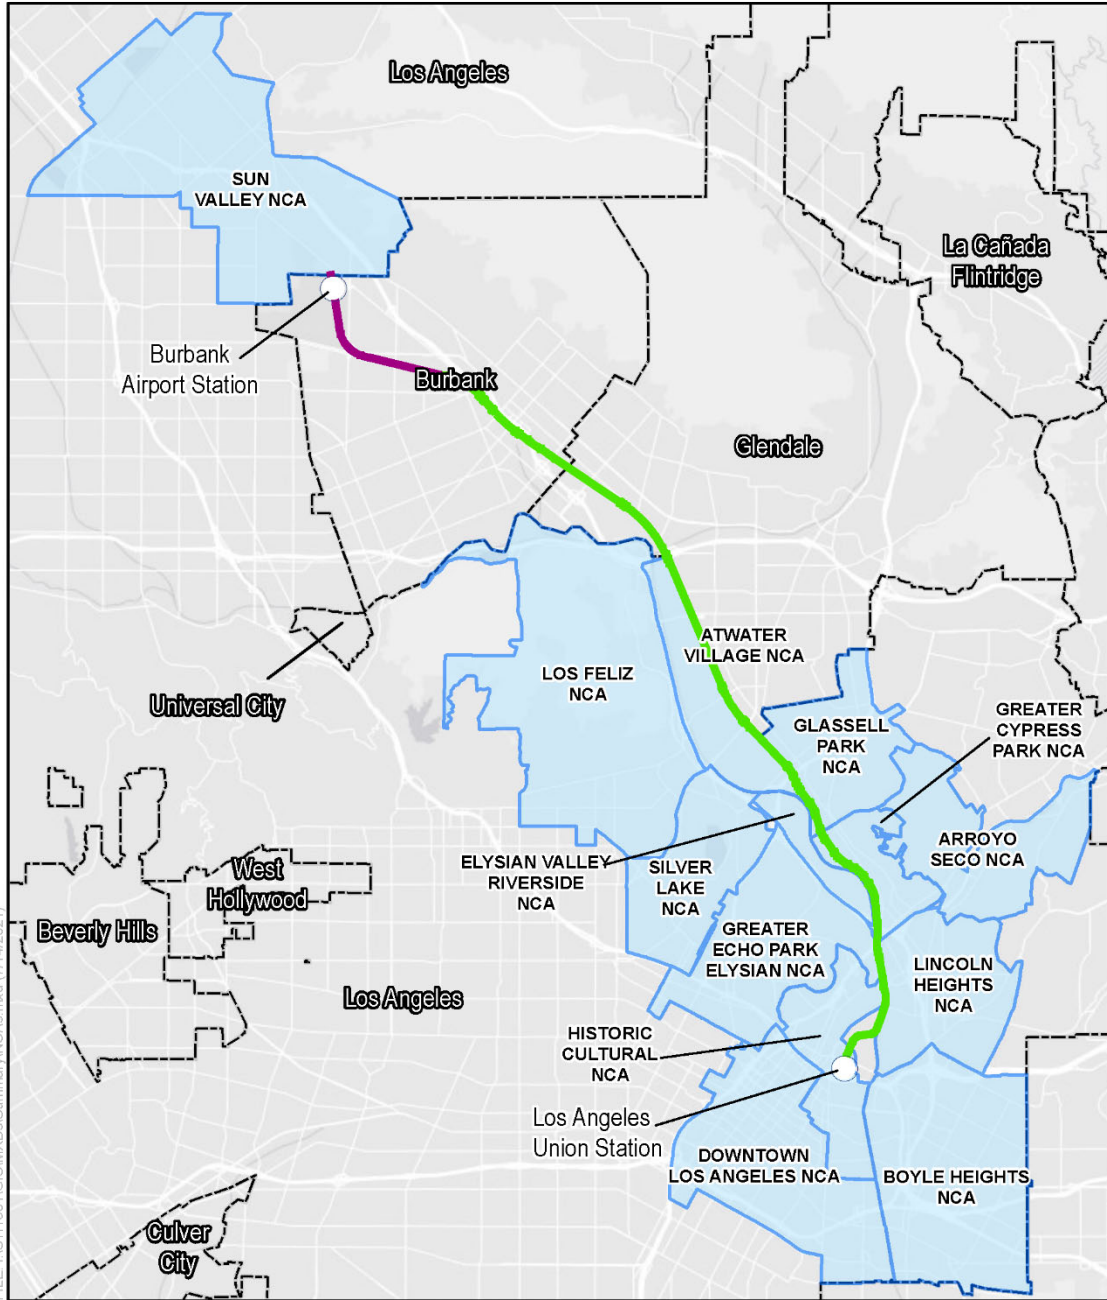 Los Angeles
SUN
VALLEY NCA
La Cañada
Flintridge
Burbank
Airport Station
Burbank
Glendale
ATWATER
VILLAGE NCA
LOS FELIZ
NCA
Universal City
GLASSELL
PARK
NCA
GREATER
CYPRESS
PARK NCA
ELYSIAN VALLEY
RIVERSIDE
NCA
SILVER
LAKE
NCA
ARROYO
SECO NCA
West
Hollywood
Beverly Hills
GREATER
ECHO PARK
ELYSIAN NCA
LINCOLN
HEIGHTS
NCA
Los Angeles
HISTORIC
CULTURAL
NCA
Los Angeles
Union Station
DOWNTOWN
LOS ANGELES NCA
BOYLE HEIGHTS
NCA
Culver
City